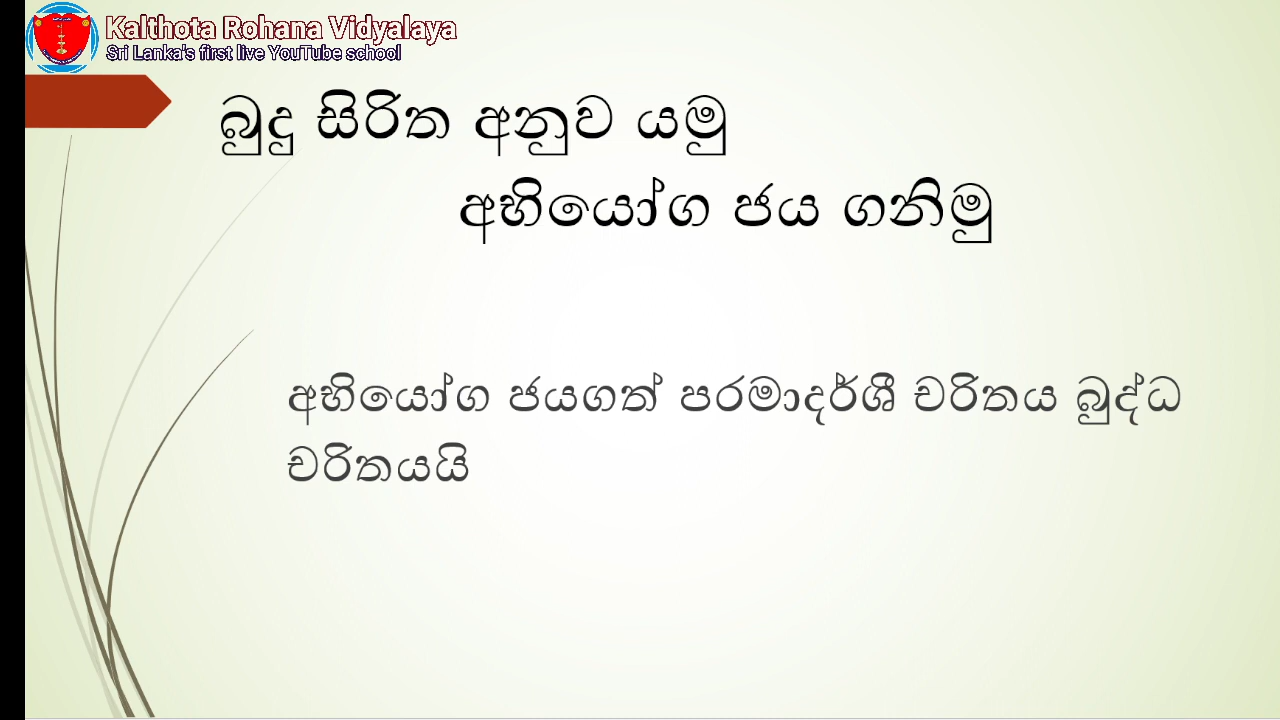 Kalthota Rohana Vidyalaya
Sri Lanka's first live YouTube school
බුදු සිරිත අනුව යමු
අභියෝග ජය ගනිමු
අභියෝග ජයගත් පරමාදර්ශී චරිතය බුද්ධ
චරිතයයි